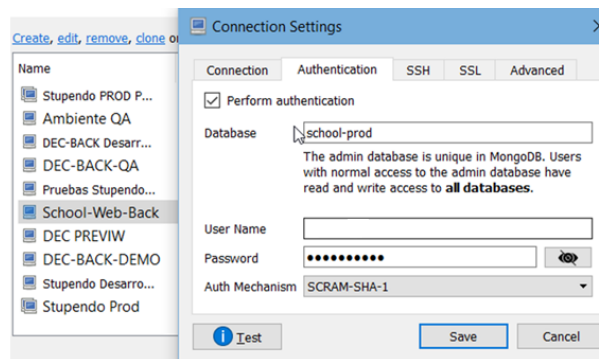 Create, edit, remove, clone o
Name
Stupendo PROD P...
Ambiente QA
DEC-BACK Desarr...
DEC-BACK-QA
Pruebas Stupendo...
School-Web-Back
DEC PREVIW
DEC-BACK-DEMO
Stupendo Desarro...
Stupendo Prod
Connection Settings
Connection Authentication SSH SSL Advanced
Perform authentication
Database school-prod
The admin database is unique in MongoDB. Users
with normal access to the admin database have
read and write access to all databases.
User Name
Password ●●●●●●●●●●
Auth Mechanism SCRAM-SHA-1
Test Save Cancel